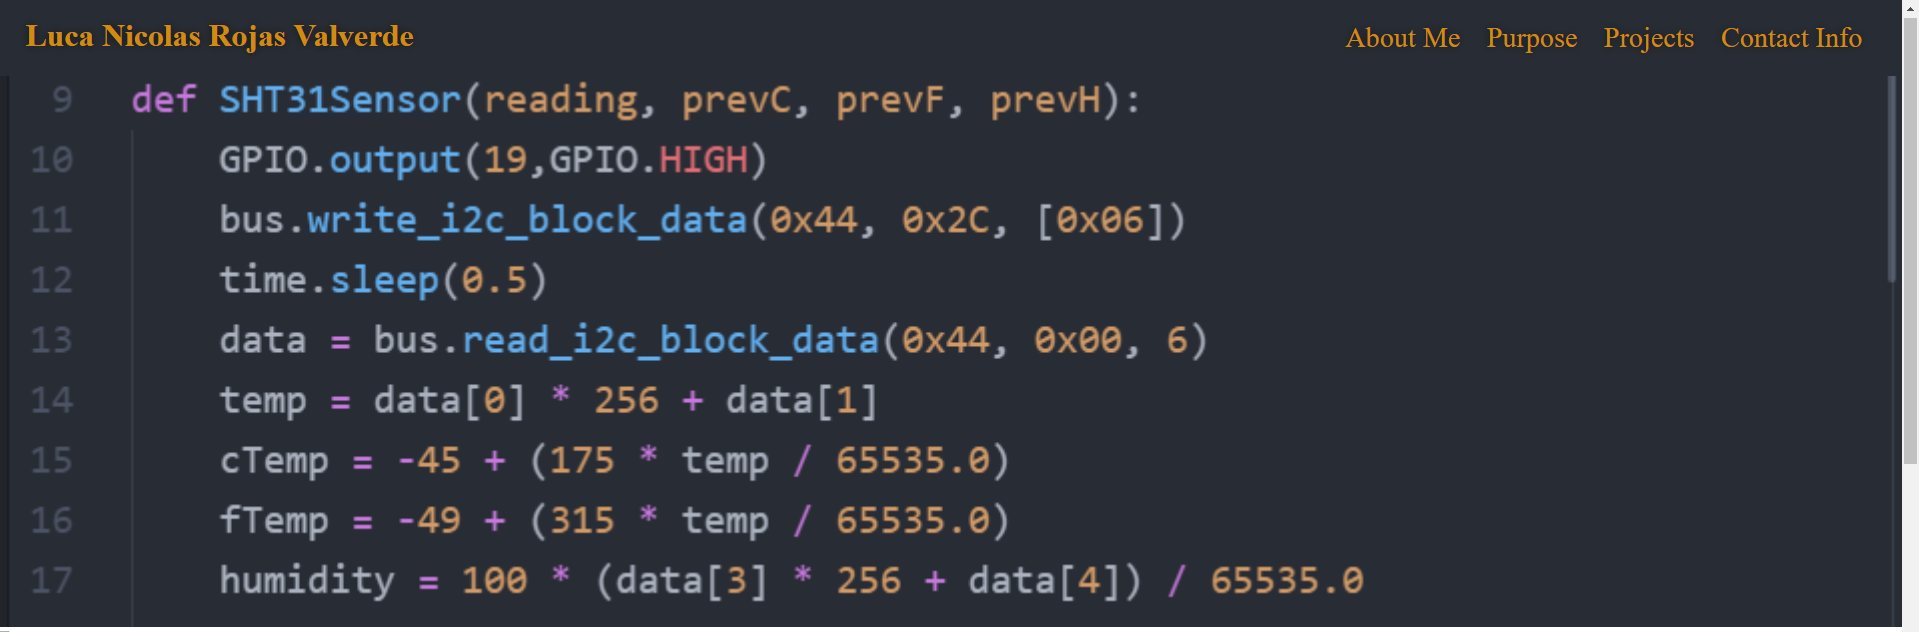 Luca Nicolas Rojas Valverde
About Me Purpose Projects Contact Info
9 def SHT31Sensor(reading, prevC, prevF, prevH):
10 GPIO.output(19,GPIO.HIGH)
11 bus.write_i2c_block_data(0x44, 0x2C, [0x06])
12 time.sleep(0.5)
13 data = bus.read_i2c_block_data(0x44, 0x00, 6)
14 temp = data[0] * 256 + data[1]
15 cTemp = -45 + (175 * temp / 65535.0)
16 fTemp = -49 + (315 * temp / 65535.0)
17 humidity = 100 * (data[3] * 256 + data[4]) / 65535.0